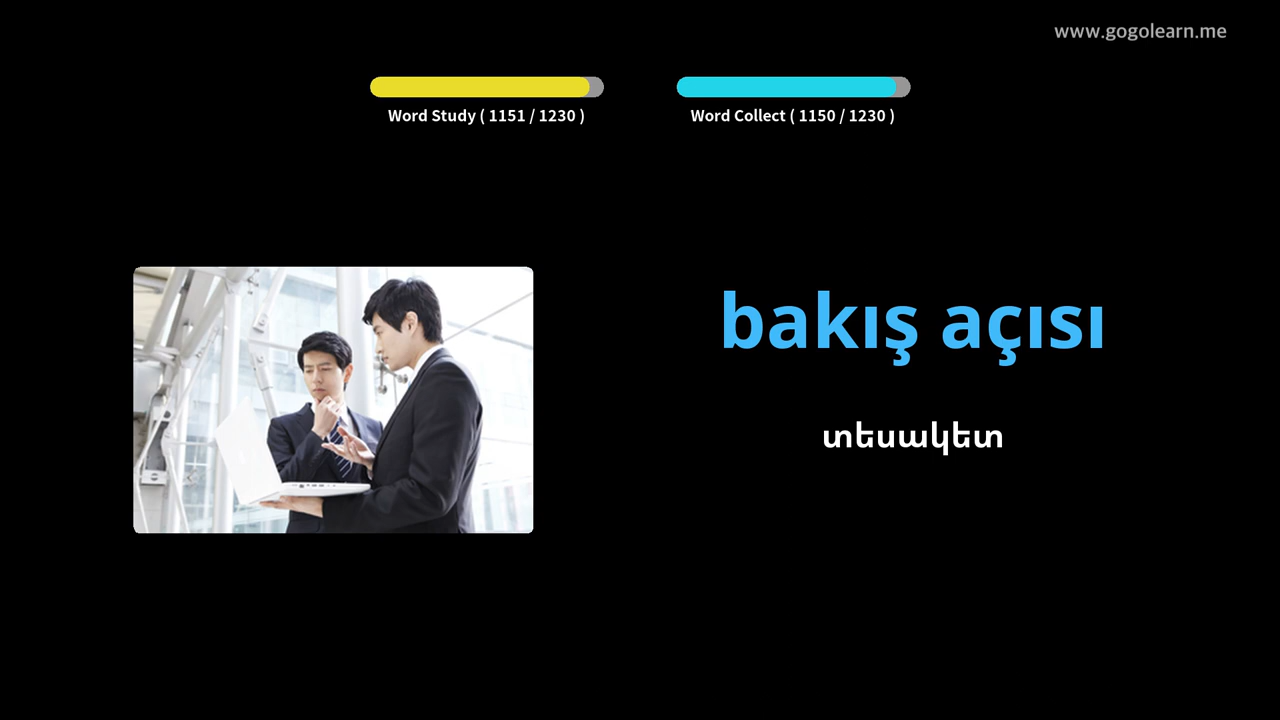 www.gogolearn.me
Word Study ( 1151 / 1230 )
Word Collect ( 1150 / 1230 )
bakış açısı
տեսակետ